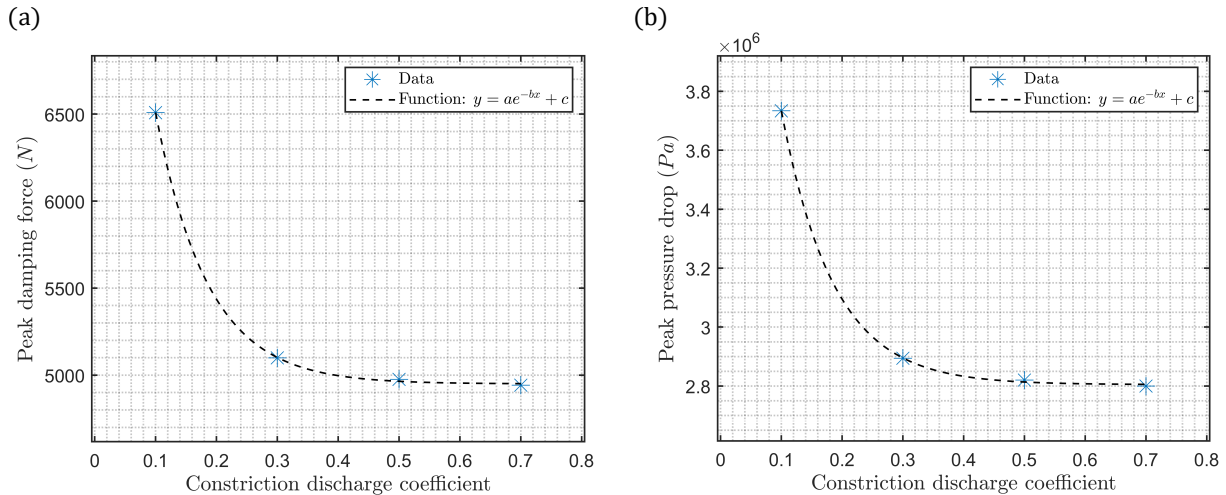 (a)
Data
Function: y = ae^{-bx} + c
6500
6000
5500
5000
Peak damping force (N)
0 0.1 0.2 0.3 0.4 0.5 0.6 0.7 0.8
Constriction discharge coefficient
(b)
×10^6
Data
Function: y = ae^{-bx} + c
3.8
3.6
3.4
3.2
3
2.8
Peak pressure drop (Pa)
0 0.1 0.2 0.3 0.4 0.5 0.6 0.7 0.8
Constriction discharge coefficient